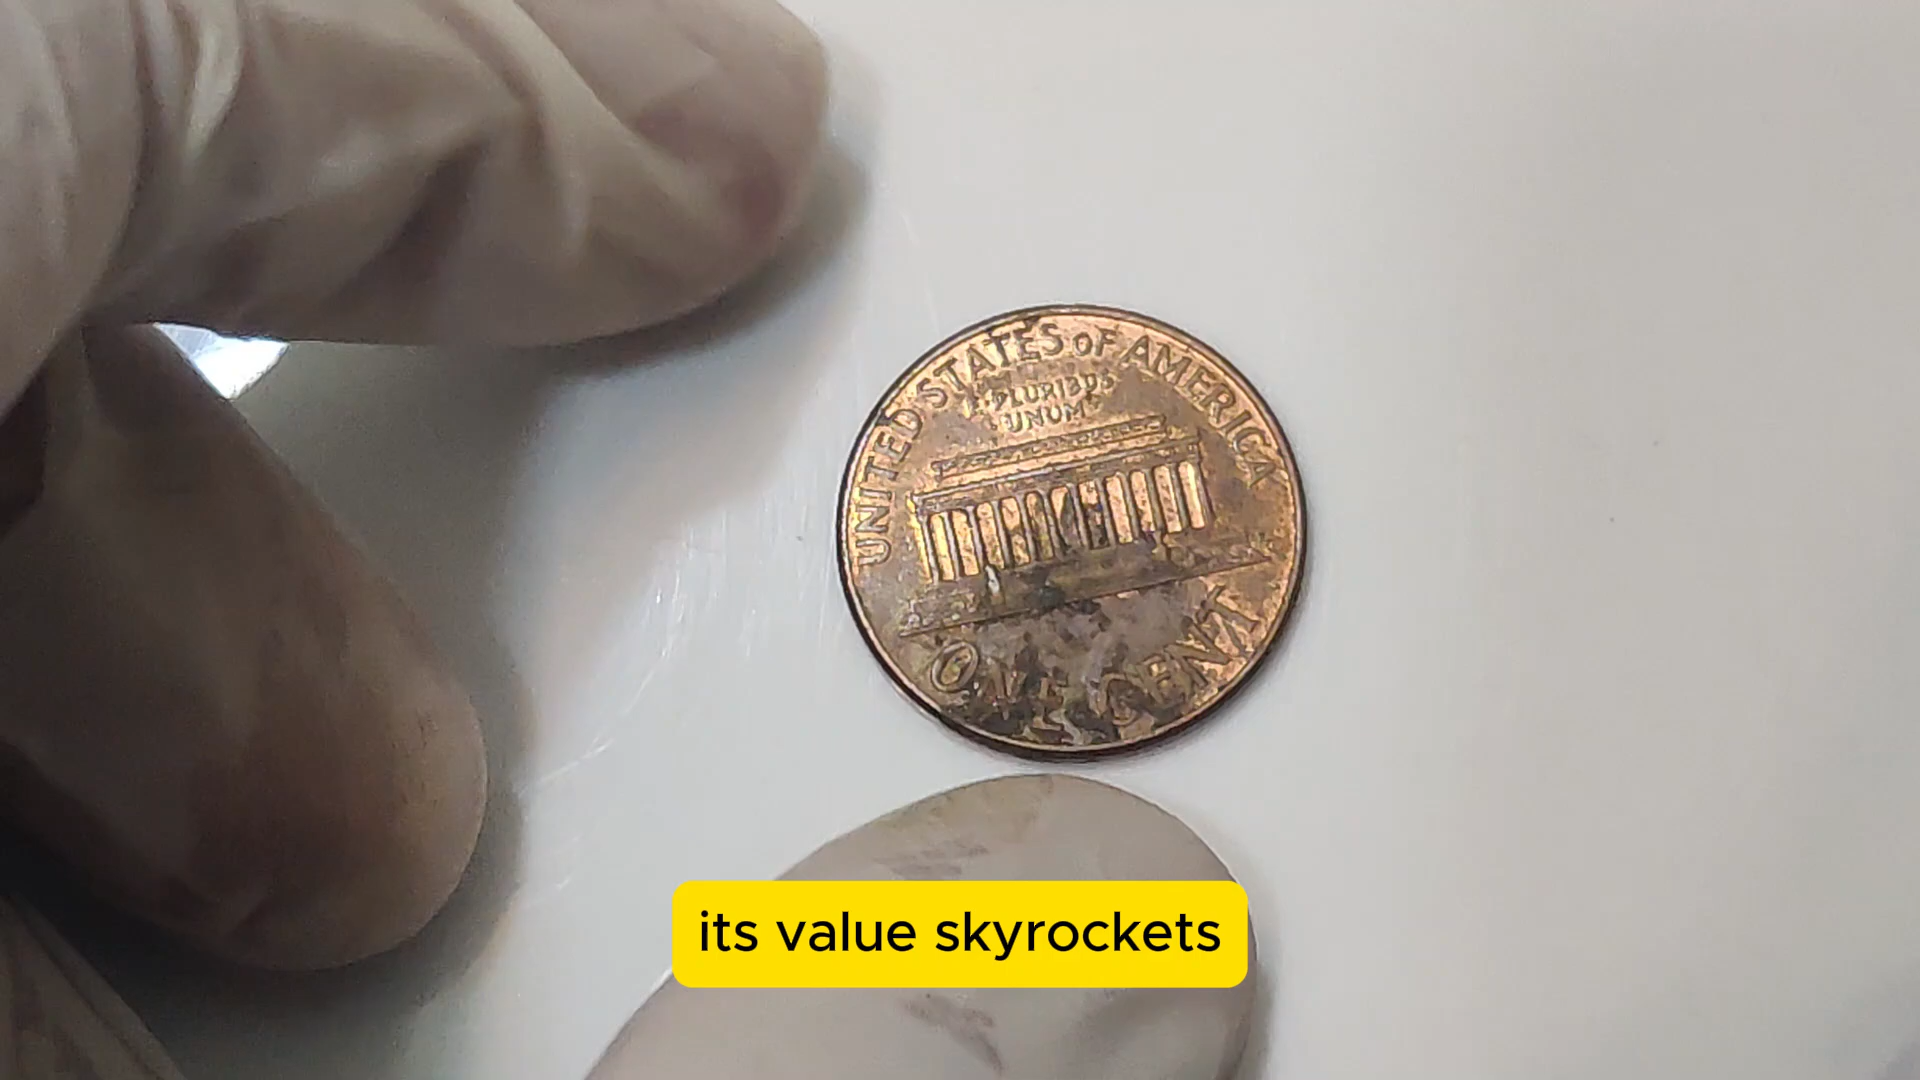 UNITED STATES OF AMERICA
PLURIBUS
UNUM
ONE CENT
its value skyrockets